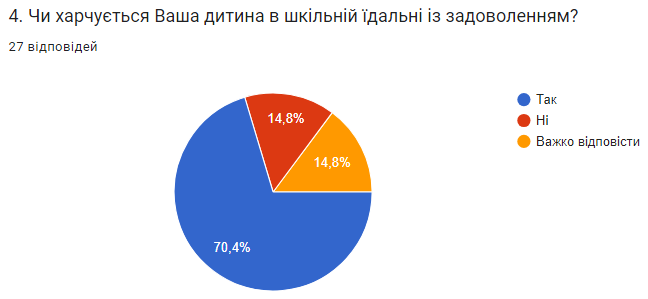 4. Чи харчується Ваша дитина в шкільній їдальні із задоволенням?
27 відповідей
Так
Ні
Важко відповісти
14,8%
14,8%
70,4%